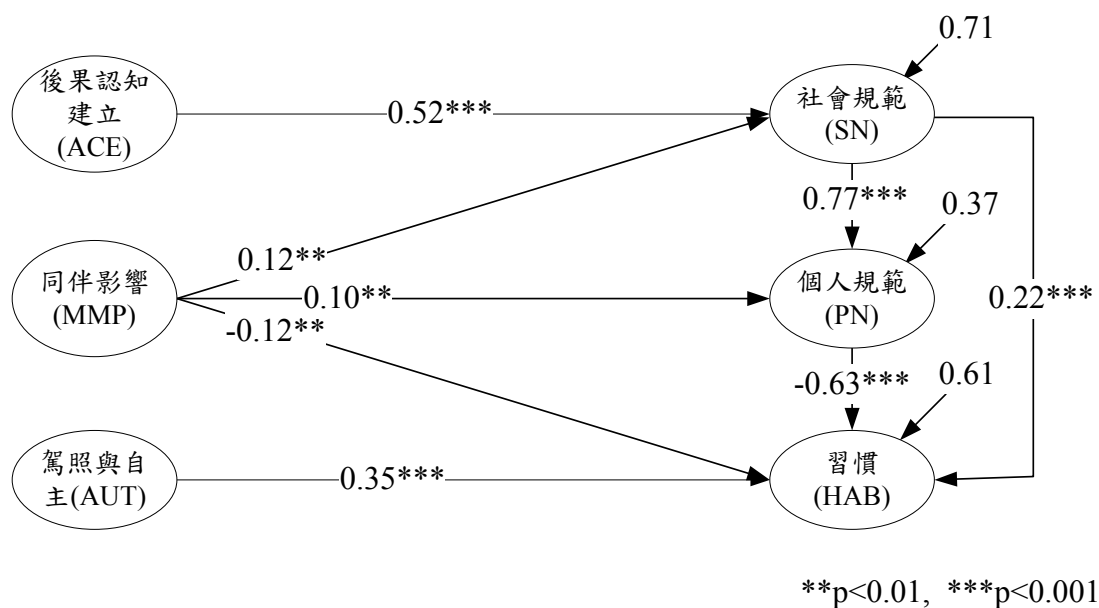 0.71
後果認知
建立
(ACE)
0.52***
社會規範
(SN)
0.77***
0.37
同伴影響
(MMP)
0.12**
0.10**
-0.12**
個人規範
(PN)
0.22***
-0.63***
0.61
駕照與自
主(AUT)
0.35***
習慣
(HAB)
**p<0.01, ***p<0.001